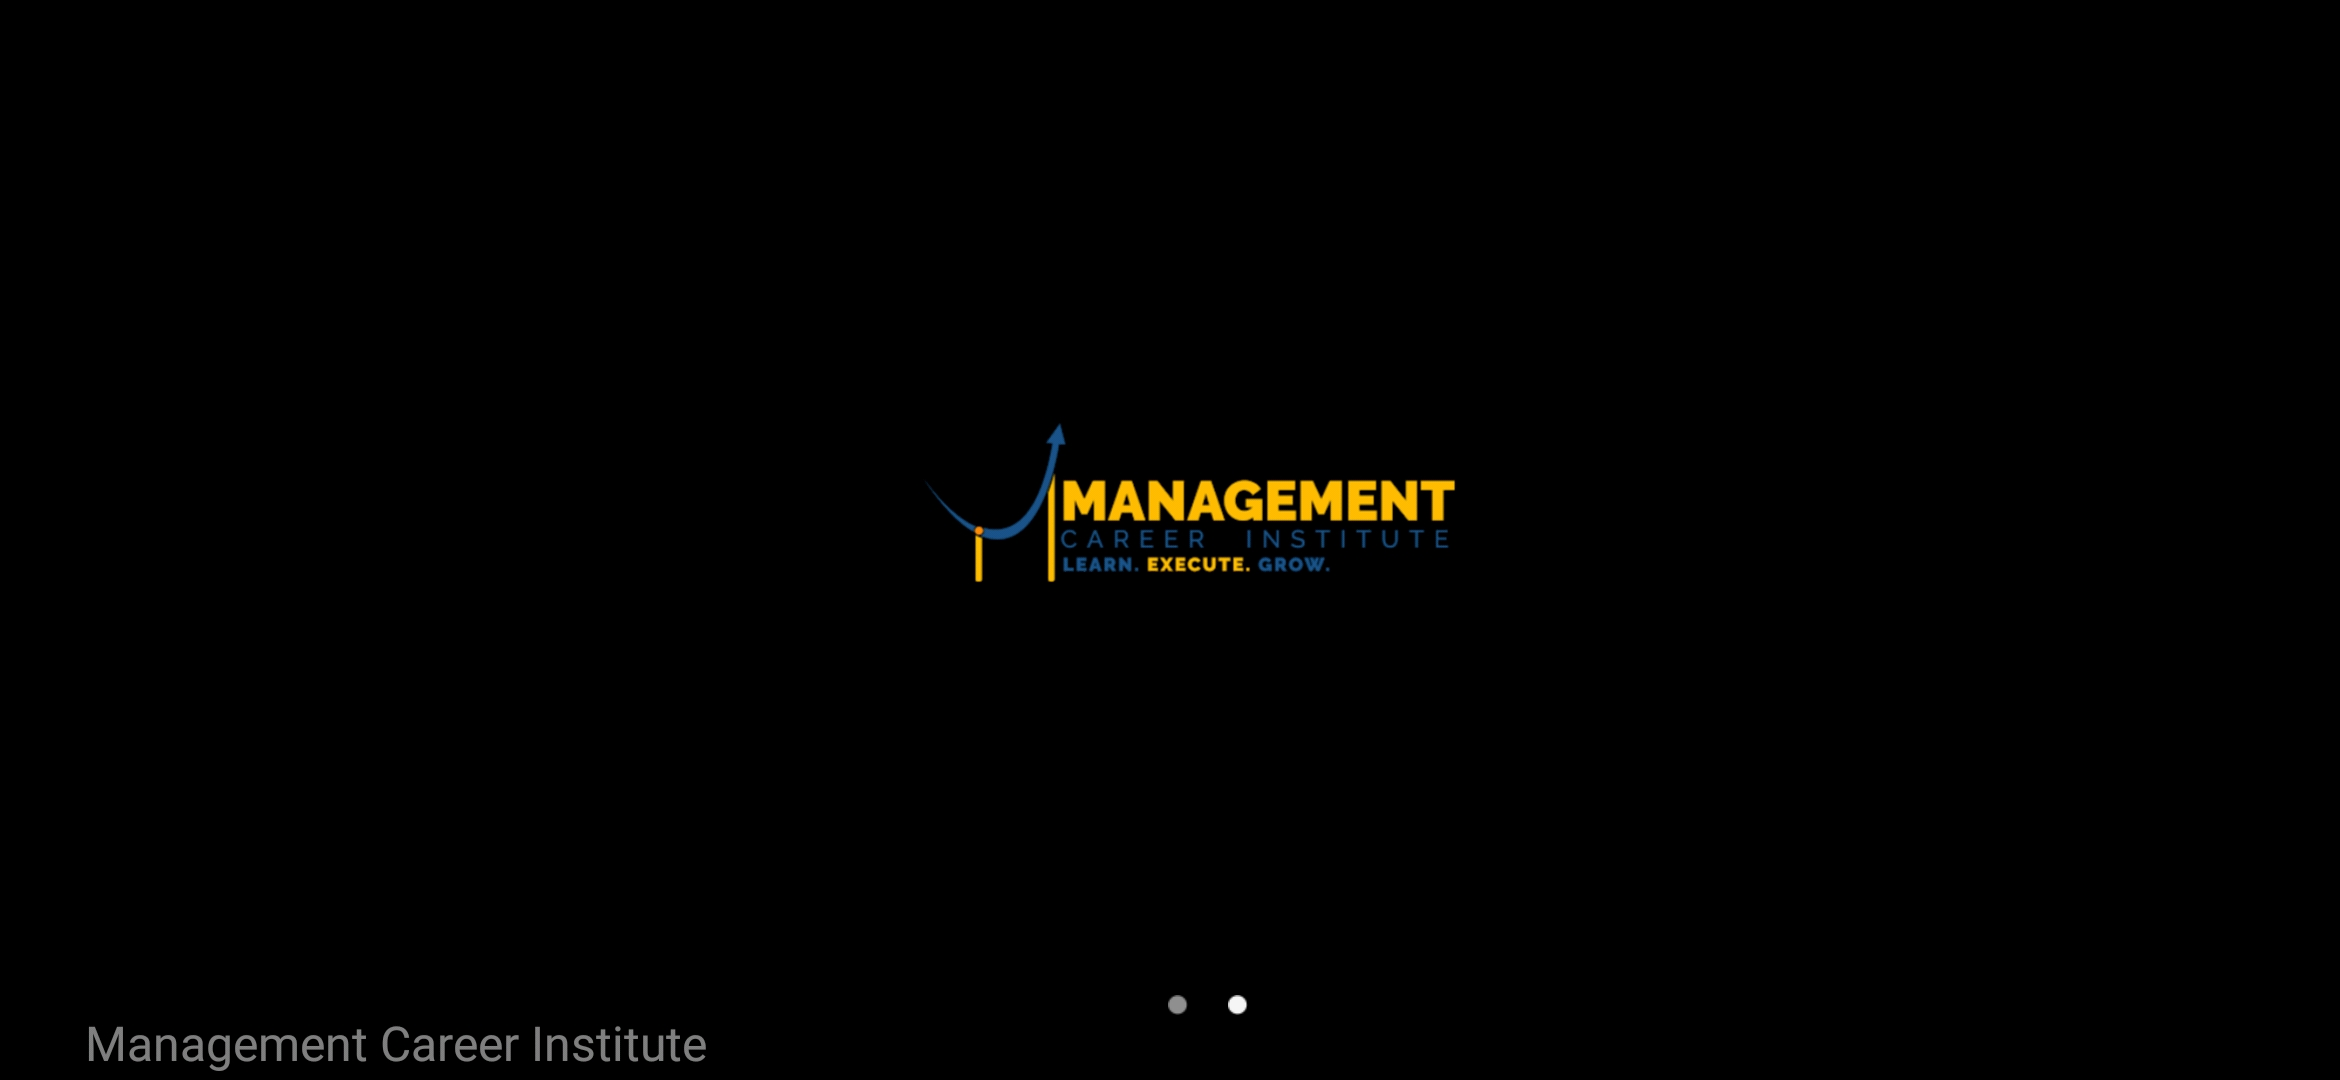 MANAGEMENT
CAREER INSTITUTE
LEARN. EXECUTE. GROW.
Management Career Institute